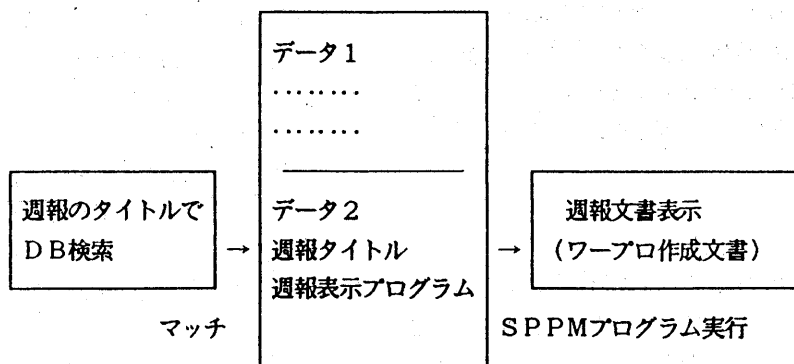 データ1
‥‥‥‥
‥‥‥‥
週報のタイトルで
DB検索
→
データ2
週報タイトル
週報表示プログラム
→
週報文書表示
(ワープロ作成文書)
マッチ
SPPMプログラム実行